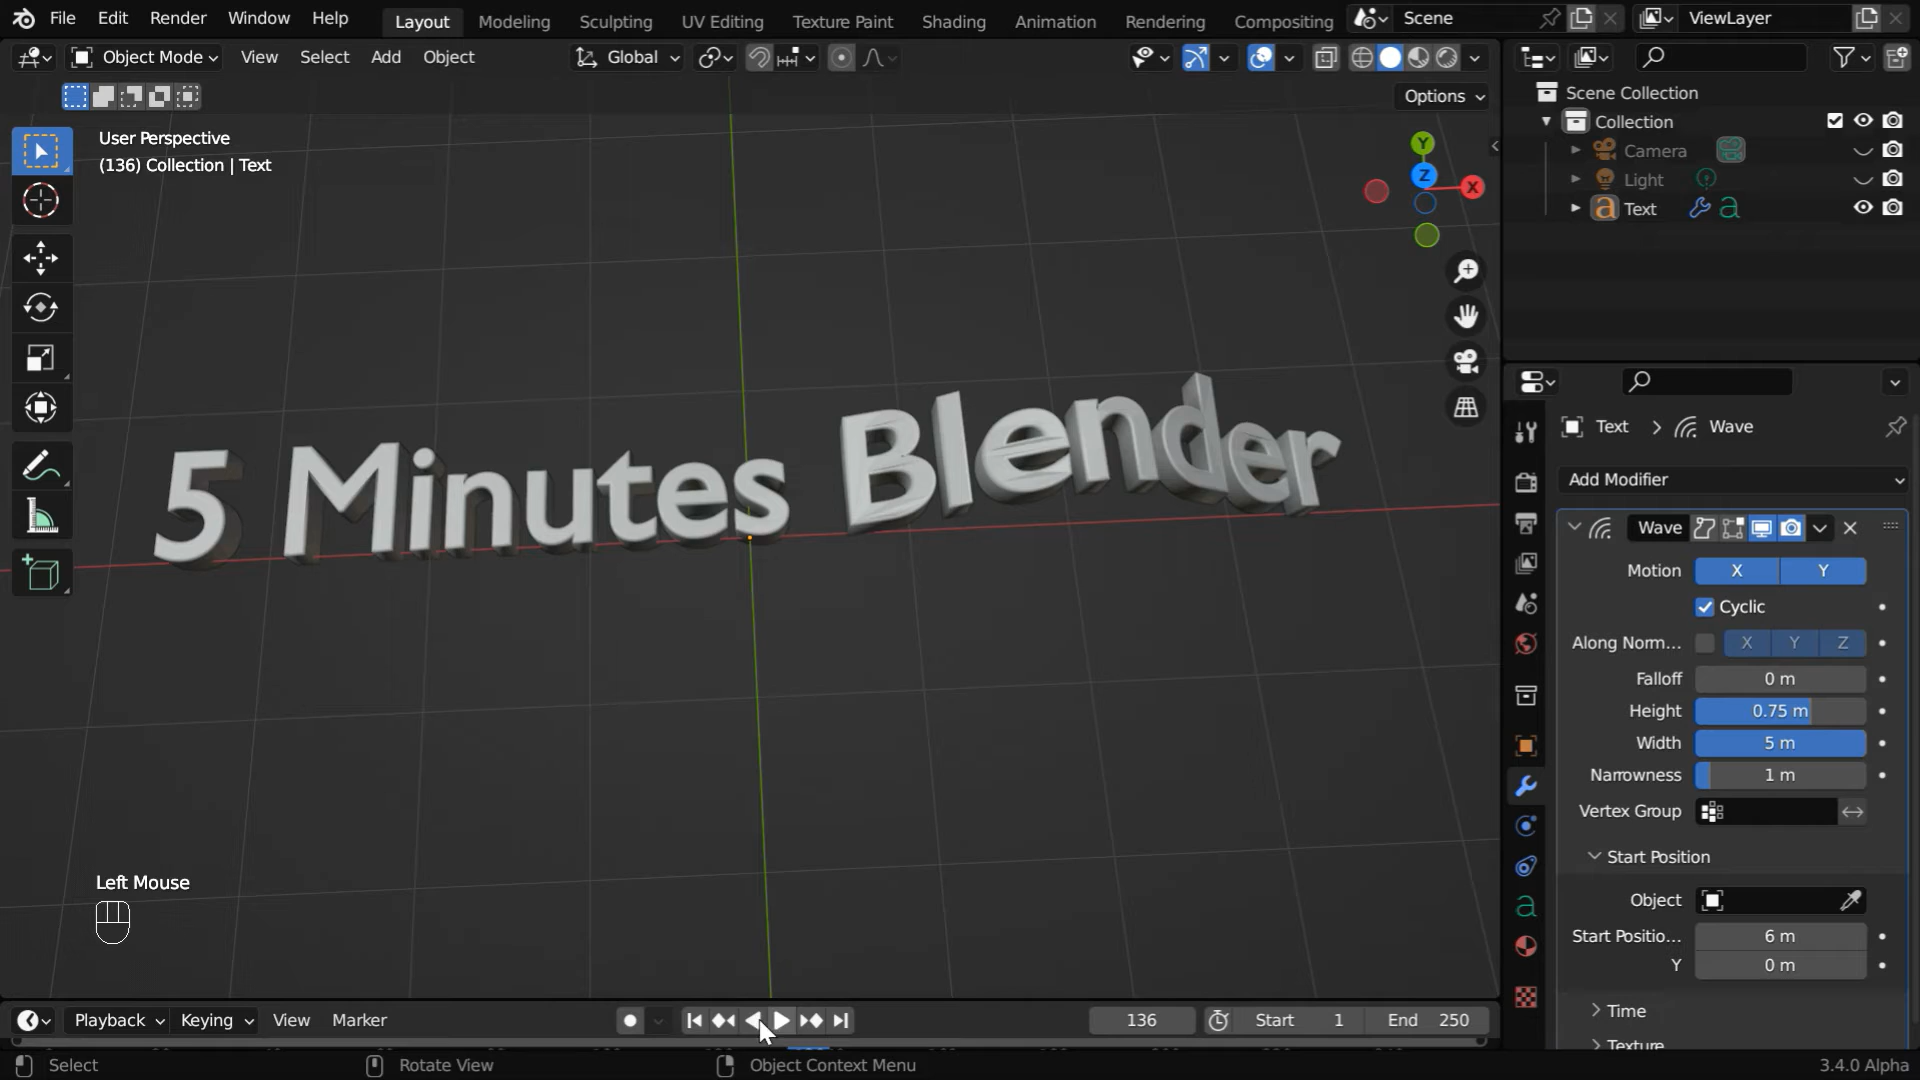 File Edit Render Window Help Layout Modeling Sculpting UV Editing Texture Paint Shading Animation Rendering Compositing Scene ViewLayer
Object Mode View Select Add Object Global
Options
User Perspective
(136) Collection | Text
Y
Z
X
5 Minutes Blender
Left Mouse
Scene Collection
Collection
Camera
Light
Text
Text > Wave
Add Modifier
Wave
Motion X Y
Cyclic
Along Norm... X Y Z
Falloff 0 m
Height 0.75 m
Width 5 m
Narrowness 1 m
Vertex Group
Start Position
Object
Start Positio... 6 m
Y 0 m
Time
Texture
Playback Keying View Marker 136 Start 1 End 250
Select Rotate View Object Context Menu 3.4.0 Alpha